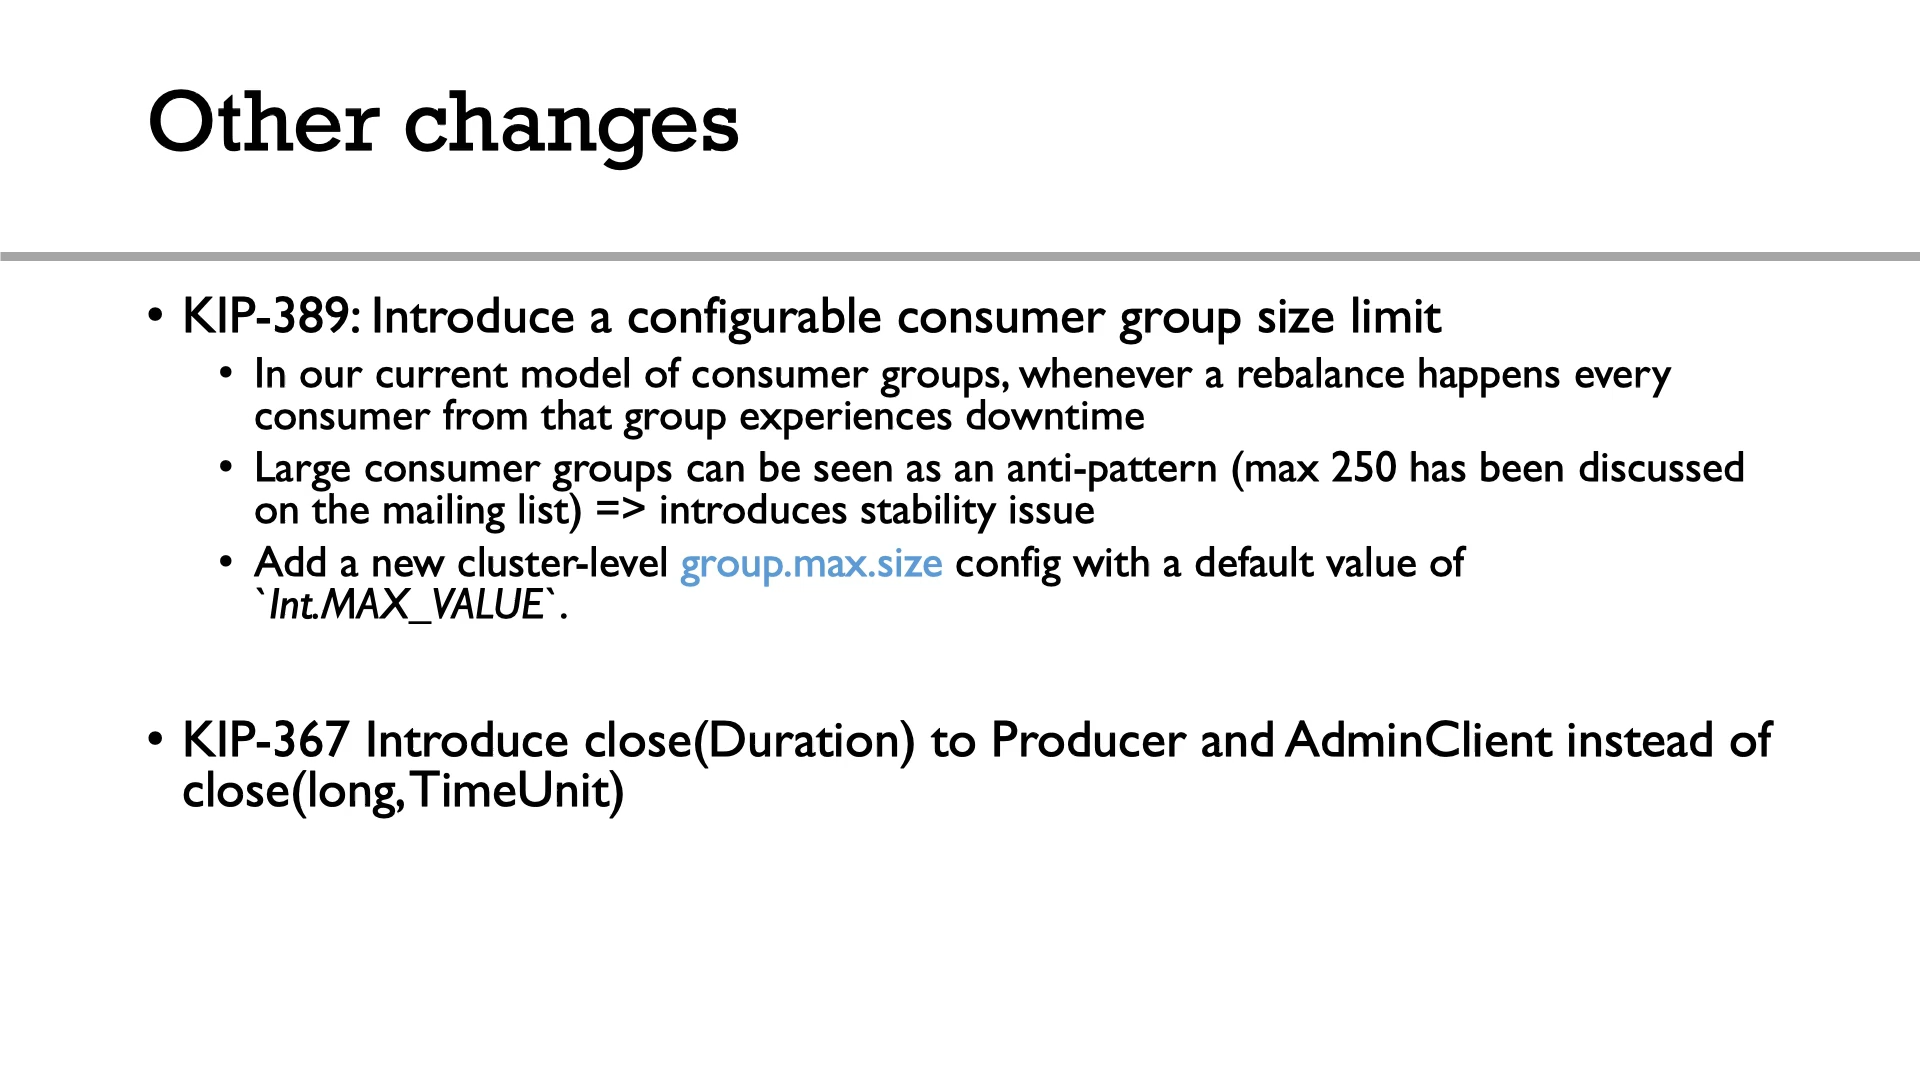 Other changes
• KIP-389: Introduce a configurable consumer group size limit
• In our current model of consumer groups, whenever a rebalance happens every
consumer from that group experiences downtime
• Large consumer groups can be seen as an anti-pattern (max 250 has been discussed
on the mailing list) => introduces stability issue
• Add a new cluster-level group.max.size config with a default value of
`Int.MAX_VALUE`.
• KIP-367 Introduce close(Duration) to Producer and AdminClient instead of
close(long, TimeUnit)